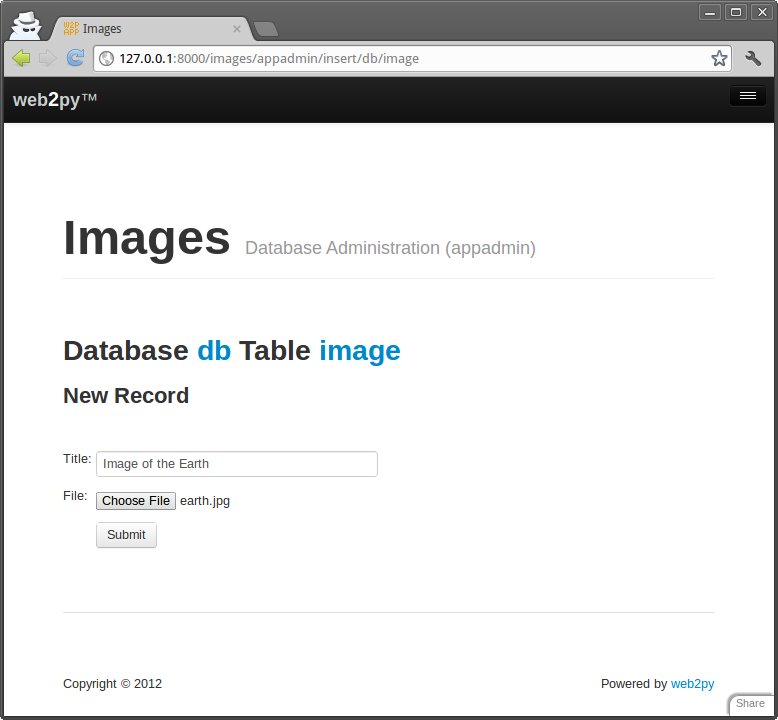 W2P APP Images
127.0.0.1:8000/images/appadmin/insert/db/image
web2py™
Images Database Administration (appadmin)
Database db Table image
New Record
Title: Image of the Earth
File: Choose File earth.jpg
Submit
Copyright © 2012 Powered by web2py
Share